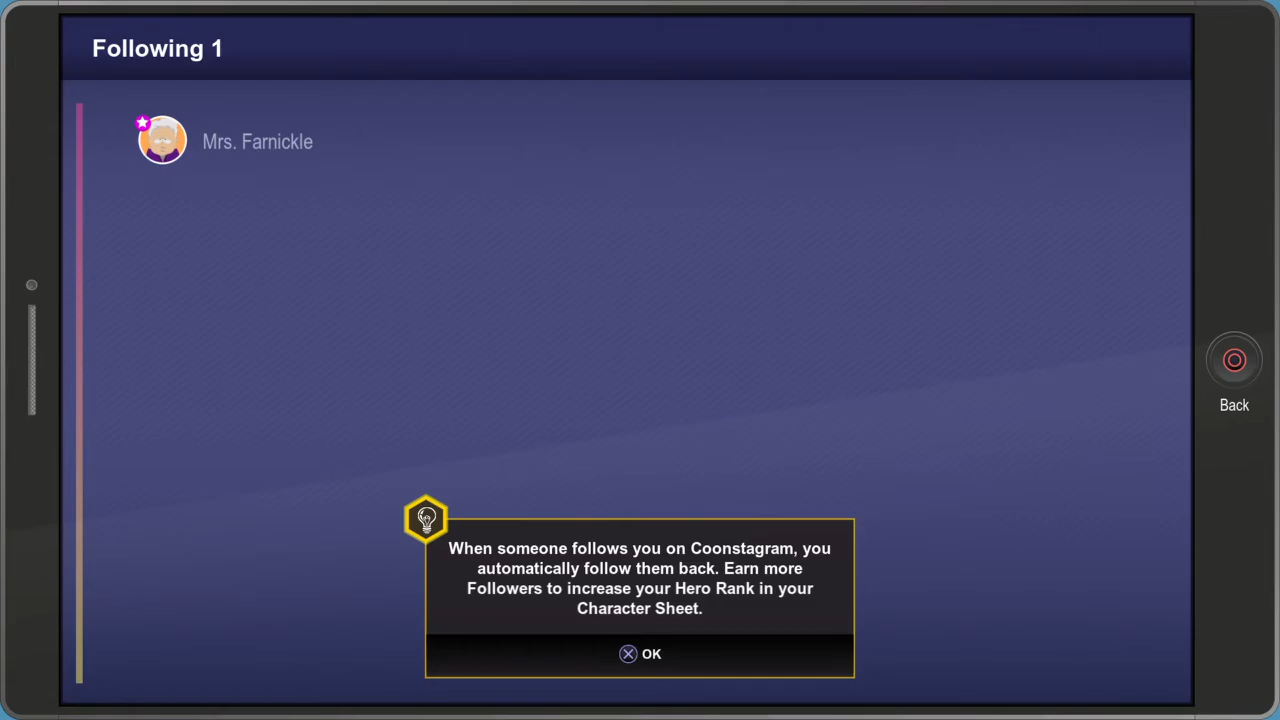 Following 1
Mrs. Farnickle
Back
When someone follows you on Coonstagram, you
automatically follow them back. Earn more
Followers to increase your Hero Rank in your
Character Sheet.
OK